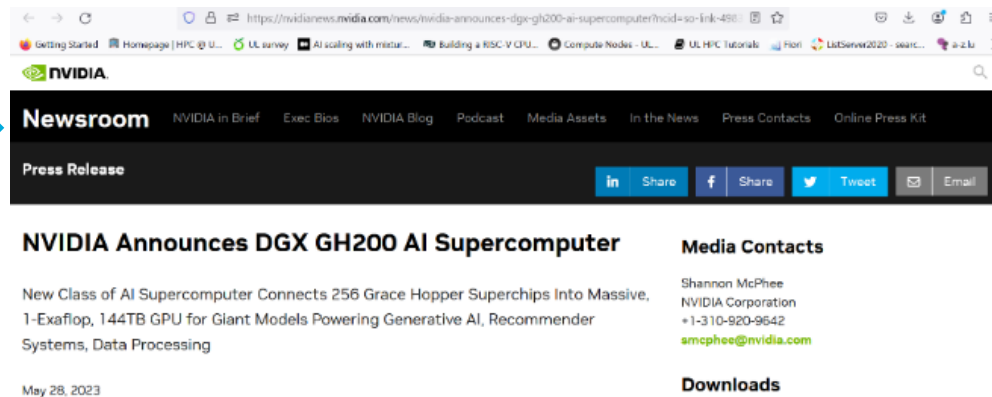 https://nvidianews.nvidia.com/news/nvidia-announces-dgx-gh200-ai-supercomputer?ncid=so-link-498
Getting Started Homepage | HPC @ U... UL survey AI scaling with mixtur... Building a RISC-V CPU... Compute Nodes - UL... UL HPC Tutorials Fiori ListServer2020 - searc... a-z.lu
NVIDIA.
Newsroom NVIDIA in Brief Exec Bios NVIDIA Blog Podcast Media Assets In the News Press Contacts Online Press Kit
Press Release
in Share f Share Tweet Email
NVIDIA Announces DGX GH200 AI Supercomputer
New Class of AI Supercomputer Connects 256 Grace Hopper Superchips Into Massive,
1-Exaflop, 144TB GPU for Giant Models Powering Generative AI, Recommender
Systems, Data Processing
May 28, 2023
Media Contacts
Shannon McPhee
NVIDIA Corporation
+1-310-920-9642
smcphee@nvidia.com
Downloads